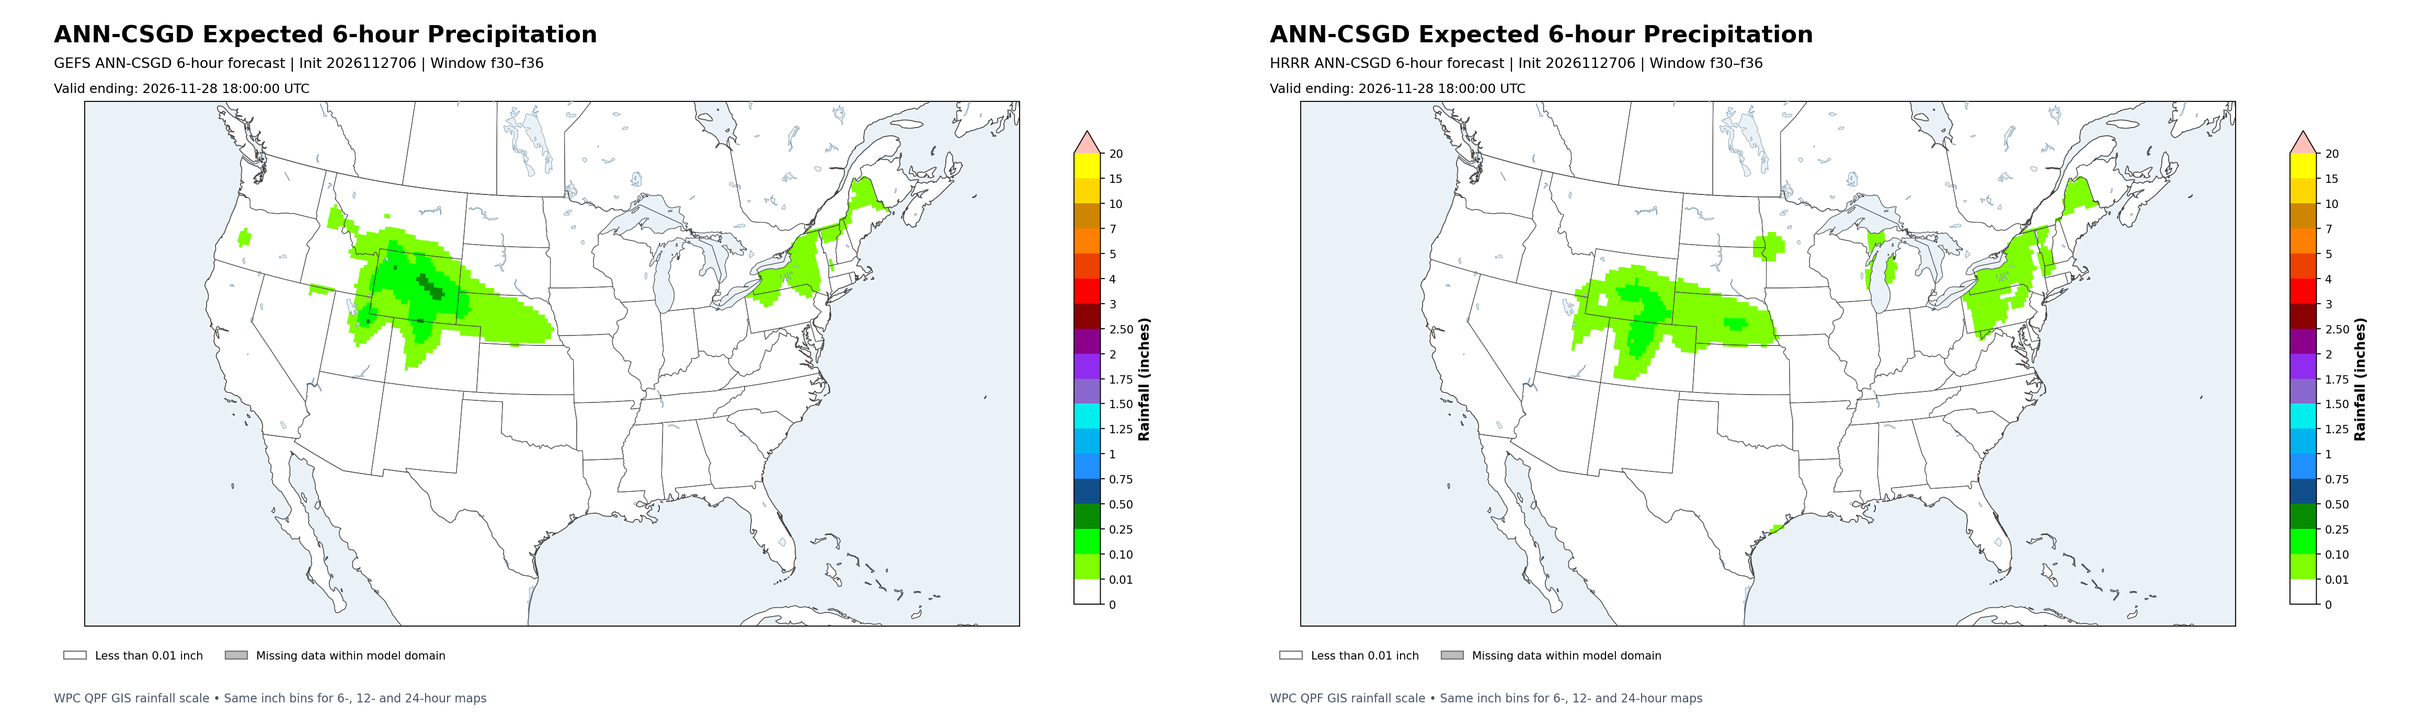 ANN-CSGD Expected 6-hour Precipitation
GEFS ANN-CSGD 6-hour forecast | Init 2026112706 | Window f30–f36
Valid ending: 2026-11-28 18:00:00 UTC
20
15
10
7
5
4
3
2.50
2
1.75
1.50
1.25
1
0.75
0.50
0.25
0.10
0.01
0
Rainfall (inches)
Less than 0.01 inch
Missing data within model domain
WPC QPF GIS rainfall scale • Same inch bins for 6-, 12- and 24-hour maps
ANN-CSGD Expected 6-hour Precipitation
HRRR ANN-CSGD 6-hour forecast | Init 2026112706 | Window f30–f36
Valid ending: 2026-11-28 18:00:00 UTC
20
15
10
7
5
4
3
2.50
2
1.75
1.50
1.25
1
0.75
0.50
0.25
0.10
0.01
0
Rainfall (inches)
Less than 0.01 inch
Missing data within model domain
WPC QPF GIS rainfall scale • Same inch bins for 6-, 12- and 24-hour maps